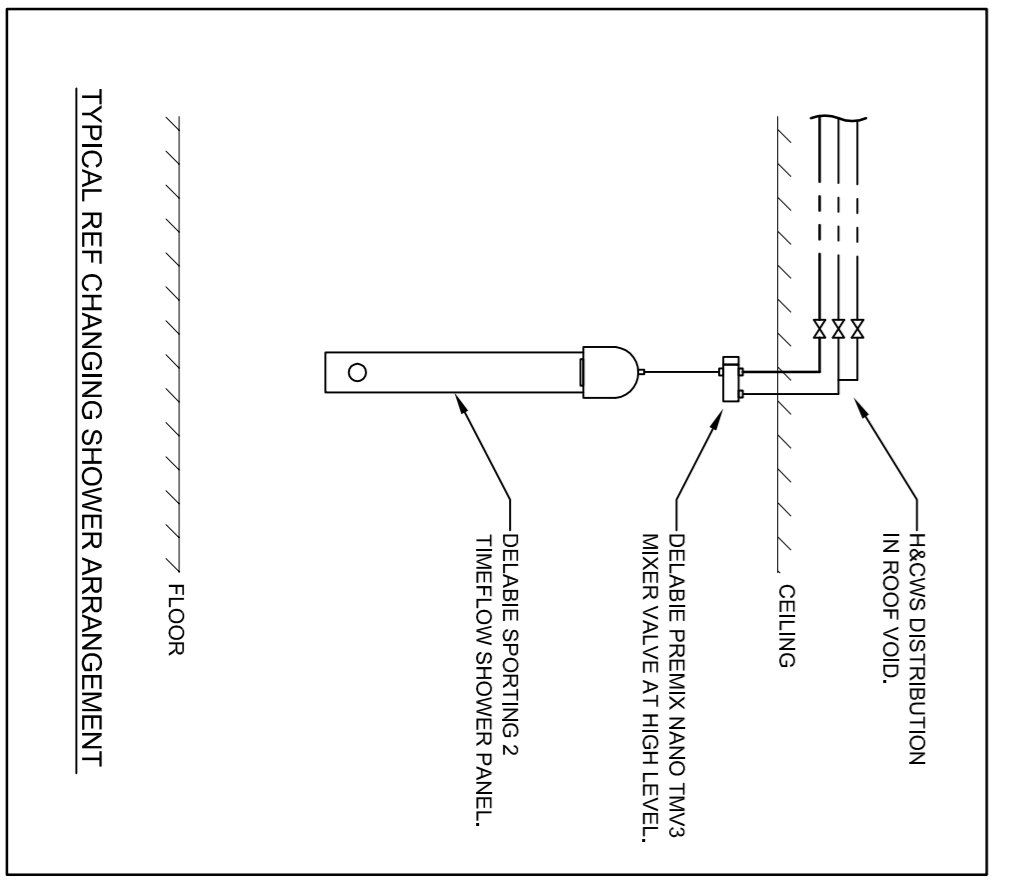 H&CWS DISTRIBUTION
IN ROOF VOID.
CEILING
DELABIE PREMIX NANO TMV3
MIXER VALVE AT HIGH LEVEL.
DELABIE SPORTING 2
TIMEFLOW SHOWER PANEL.
FLOOR
TYPICAL REF CHANGING SHOWER ARRANGEMENT